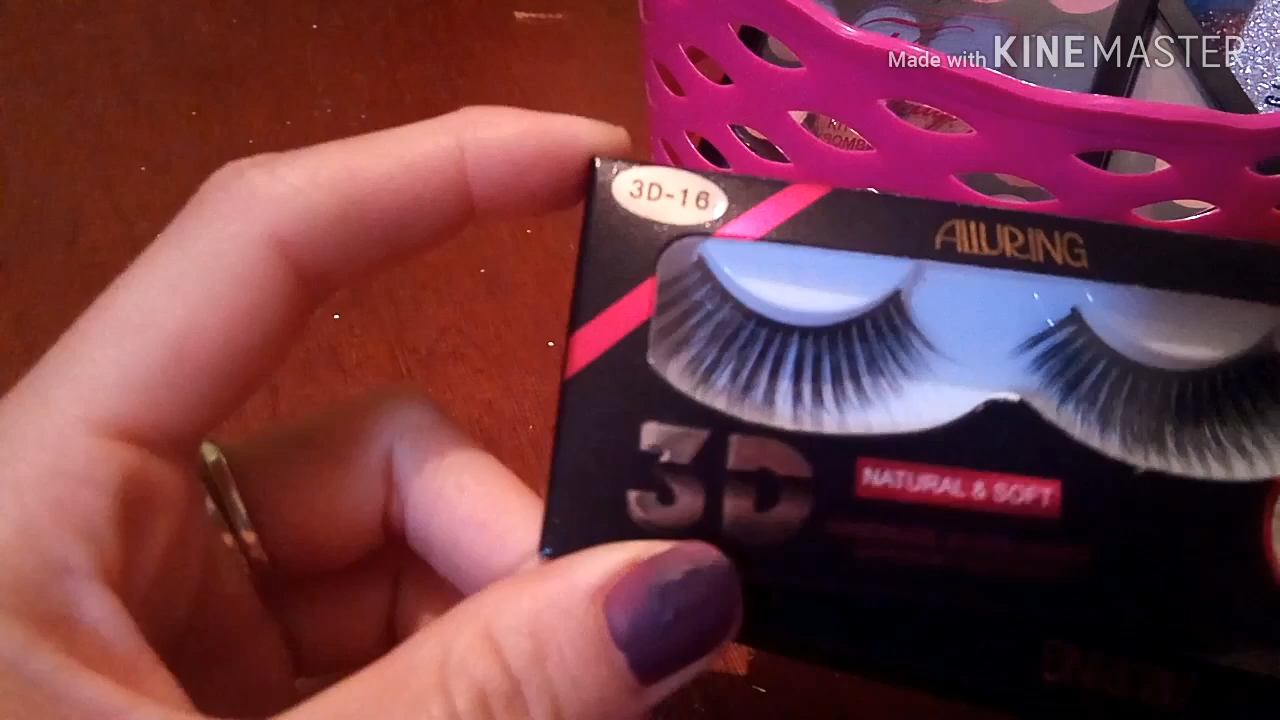 Made with KINEMASTER
3D-16
ALLURING
3D
NATURAL & SOFT